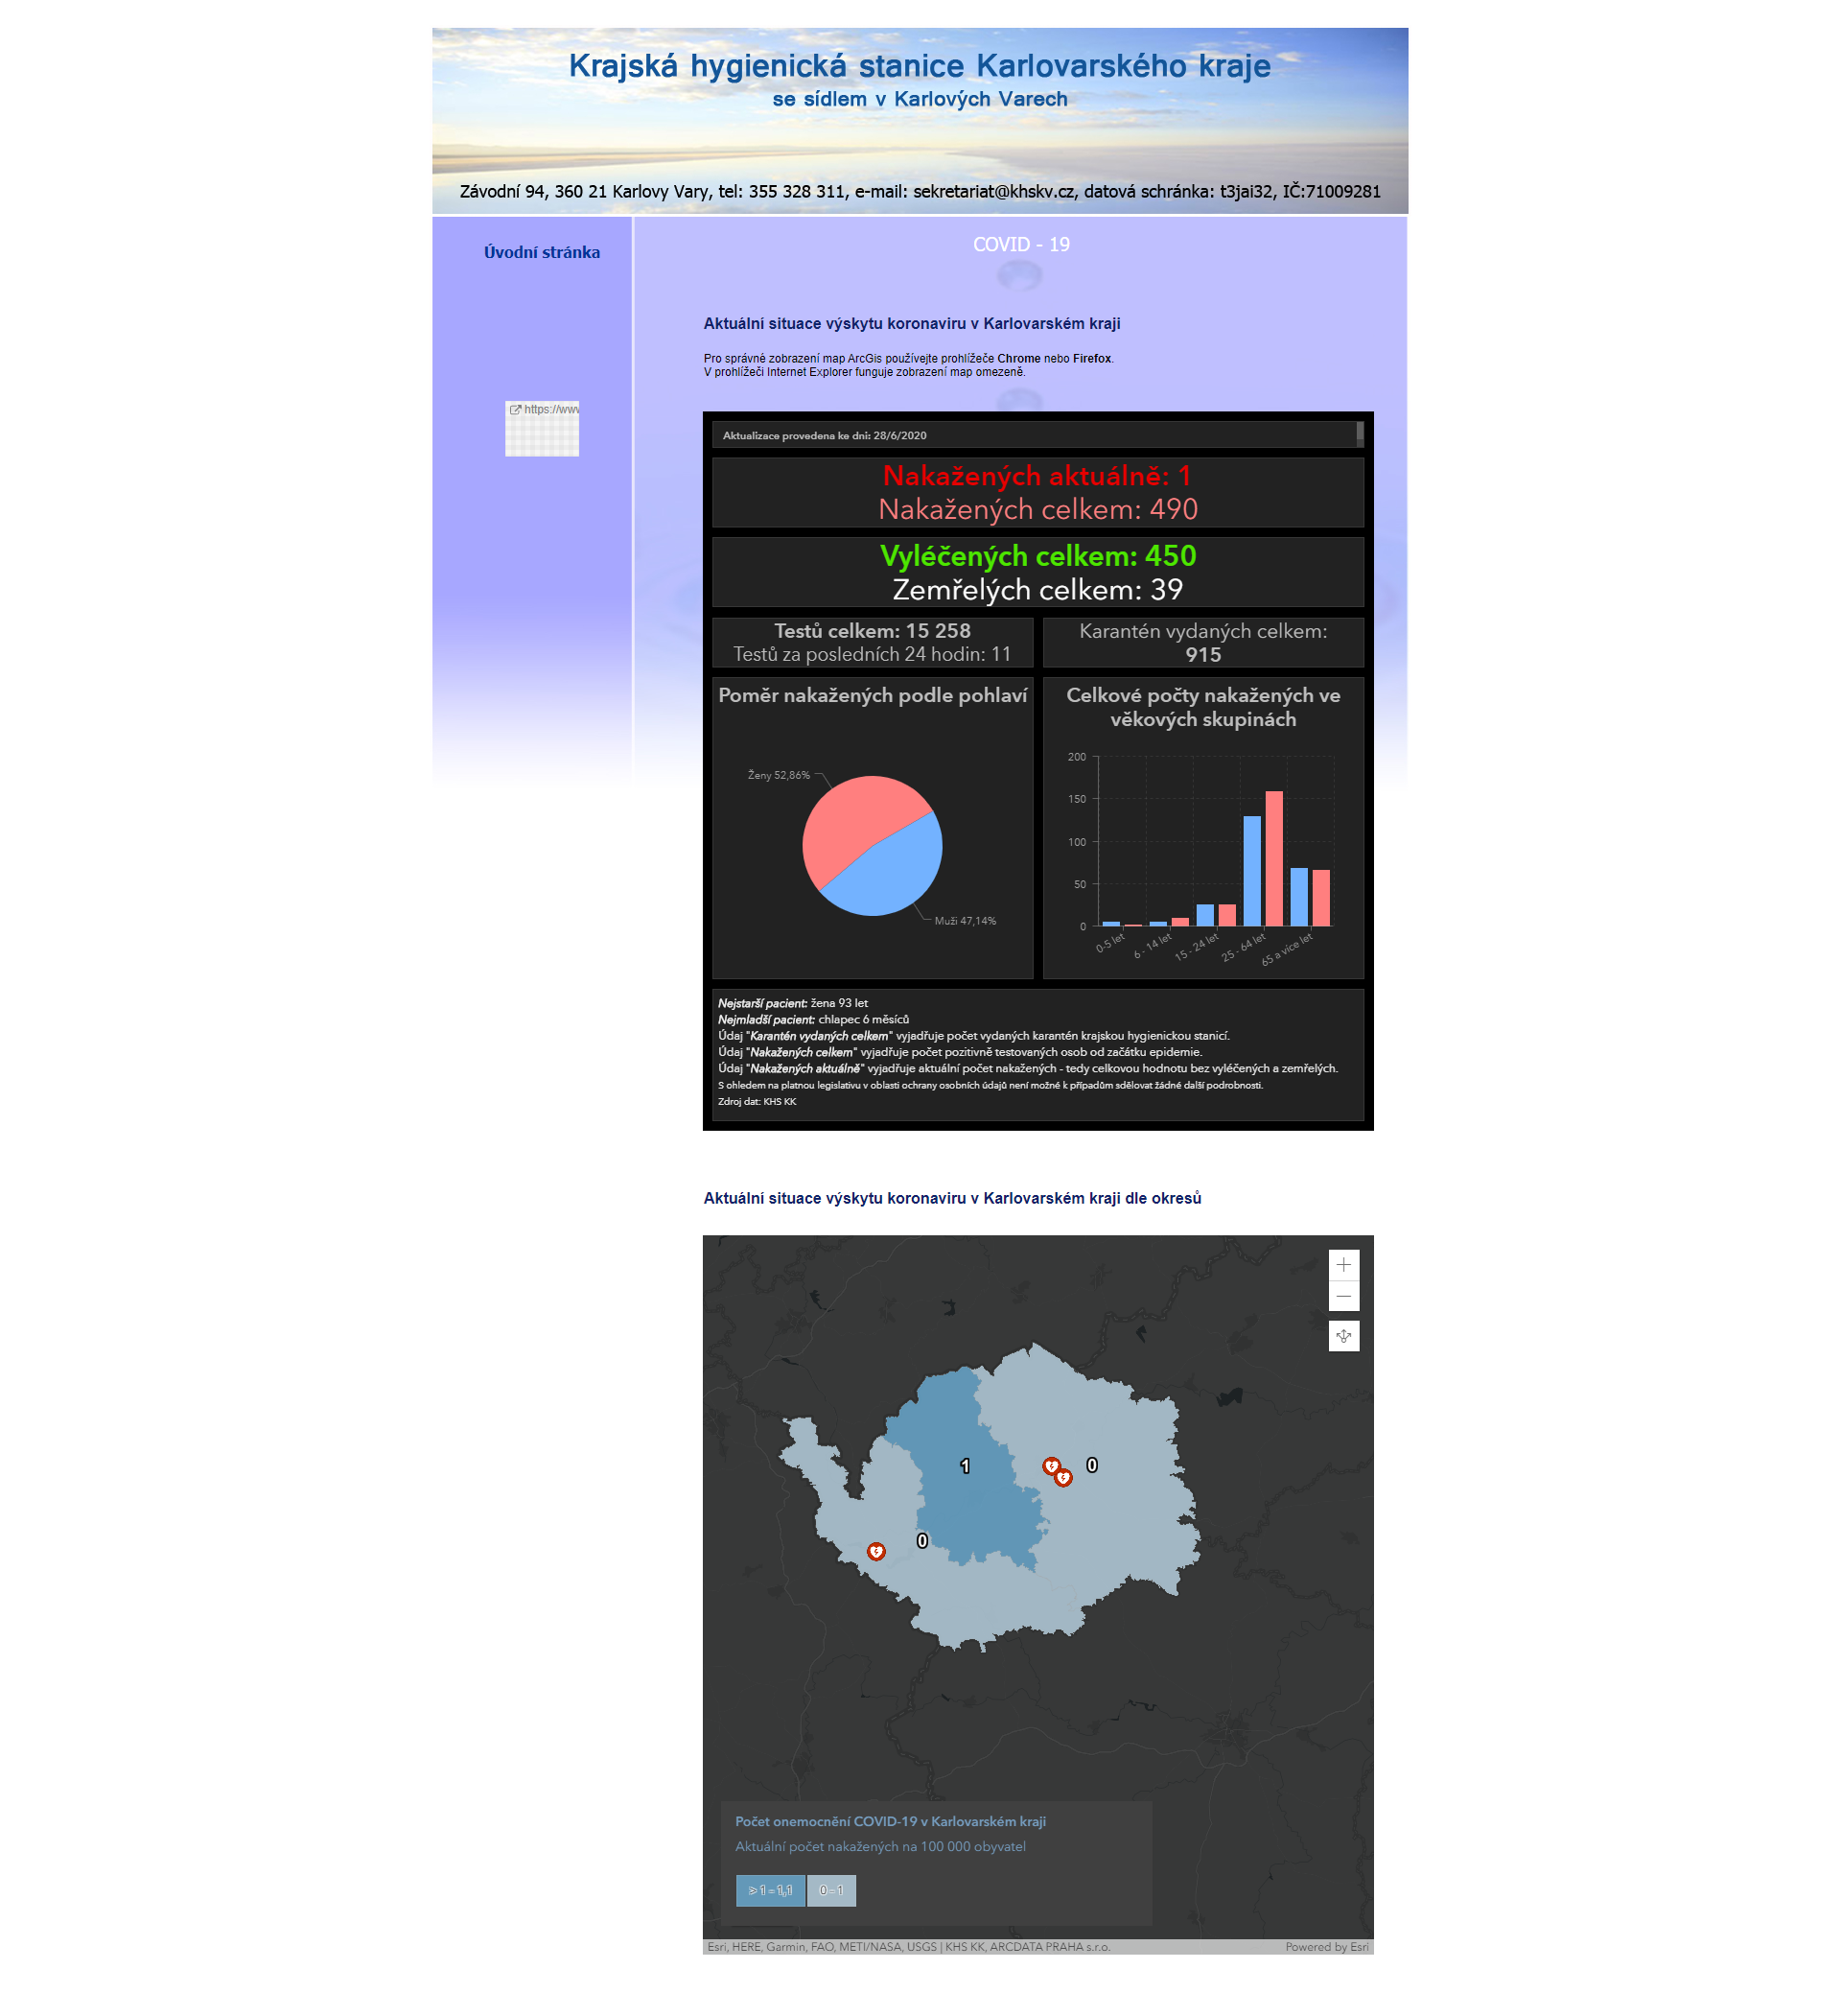 Krajská hygienická stanice Karlovarského kraje
se sídlem v Karlových Varech
Závodní 94, 360 21 Karlovy Vary, tel: 355 328 311, e-mail: sekretariat@khskv.cz, datová schránka: t3jai32, IČ:71009281
Úvodní stránka
https://www
COVID - 19
Aktuální situace výskytu koronaviru v Karlovarském kraji
Pro správné zobrazení map ArcGis používejte prohlížeče Chrome nebo Firefox.
V prohlížeči Internet Explorer funguje zobrazení map omezeně.
Aktualizace provedena ke dni: 28/6/2020
Nakažených aktuálně: 1
Nakažených celkem: 490
Vyléčených celkem: 450
Zemřelých celkem: 39
Testů celkem: 15 258
Testů za posledních 24 hodin: 11
Karantén vydaných celkem:
915
Poměr nakažených podle pohlaví
Ženy 52,86%
Muži 47,14%
Celkové počty nakažených ve
věkových skupinách
200
150
100
50
0
0-5 let
6 - 14 let
15 - 24 let
25 - 64 let
65 a více let
Nejstarší pacient: žena 93 let
Nejmladší pacient: chlapec 6 měsíců
Údaj "Karantén vydaných celkem" vyjadřuje počet vydaných karantén krajskou hygienickou stanicí.
Údaj "Nakažených celkem" vyjadřuje počet pozitivně testovaných osob od začátku epidemie.
Údaj "Nakažených aktuálně" vyjadřuje aktuální počet nakažených - tedy celkovou hodnotu bez vyléčených a zemřelých.
S ohledem na platnou legislativu v oblasti ochrany osobních údajů není možné k případům sdělovat žádné další podrobnosti.
Zdroj dat: KHS KK
Aktuální situace výskytu koronaviru v Karlovarském kraji dle okresů
1
0
0
Počet onemocnění COVID-19 v Karlovarském kraji
Aktuální počet nakažených na 100 000 obyvatel
> 1 - 1,1
0 - 1
Esri, HERE, Garmin, FAO, METI/NASA, USGS | KHS KK, ARCDATA PRAHA s.r.o.
Powered by Esri